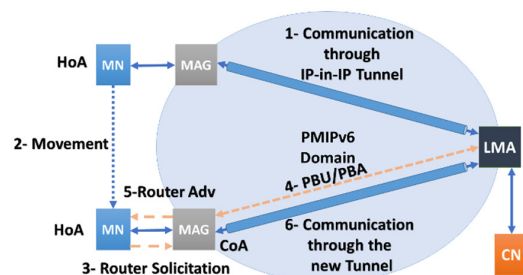 1- Communication
through
IP-in-IP Tunnel
HoA
MN
MAG
2- Movement
PMIPv6
Domain
LMA
4- PBU/PBA
5-Router Adv
HoA
MN
MAG
CoA
6- Communication
through the
new Tunnel
3- Router Solicitation
CN